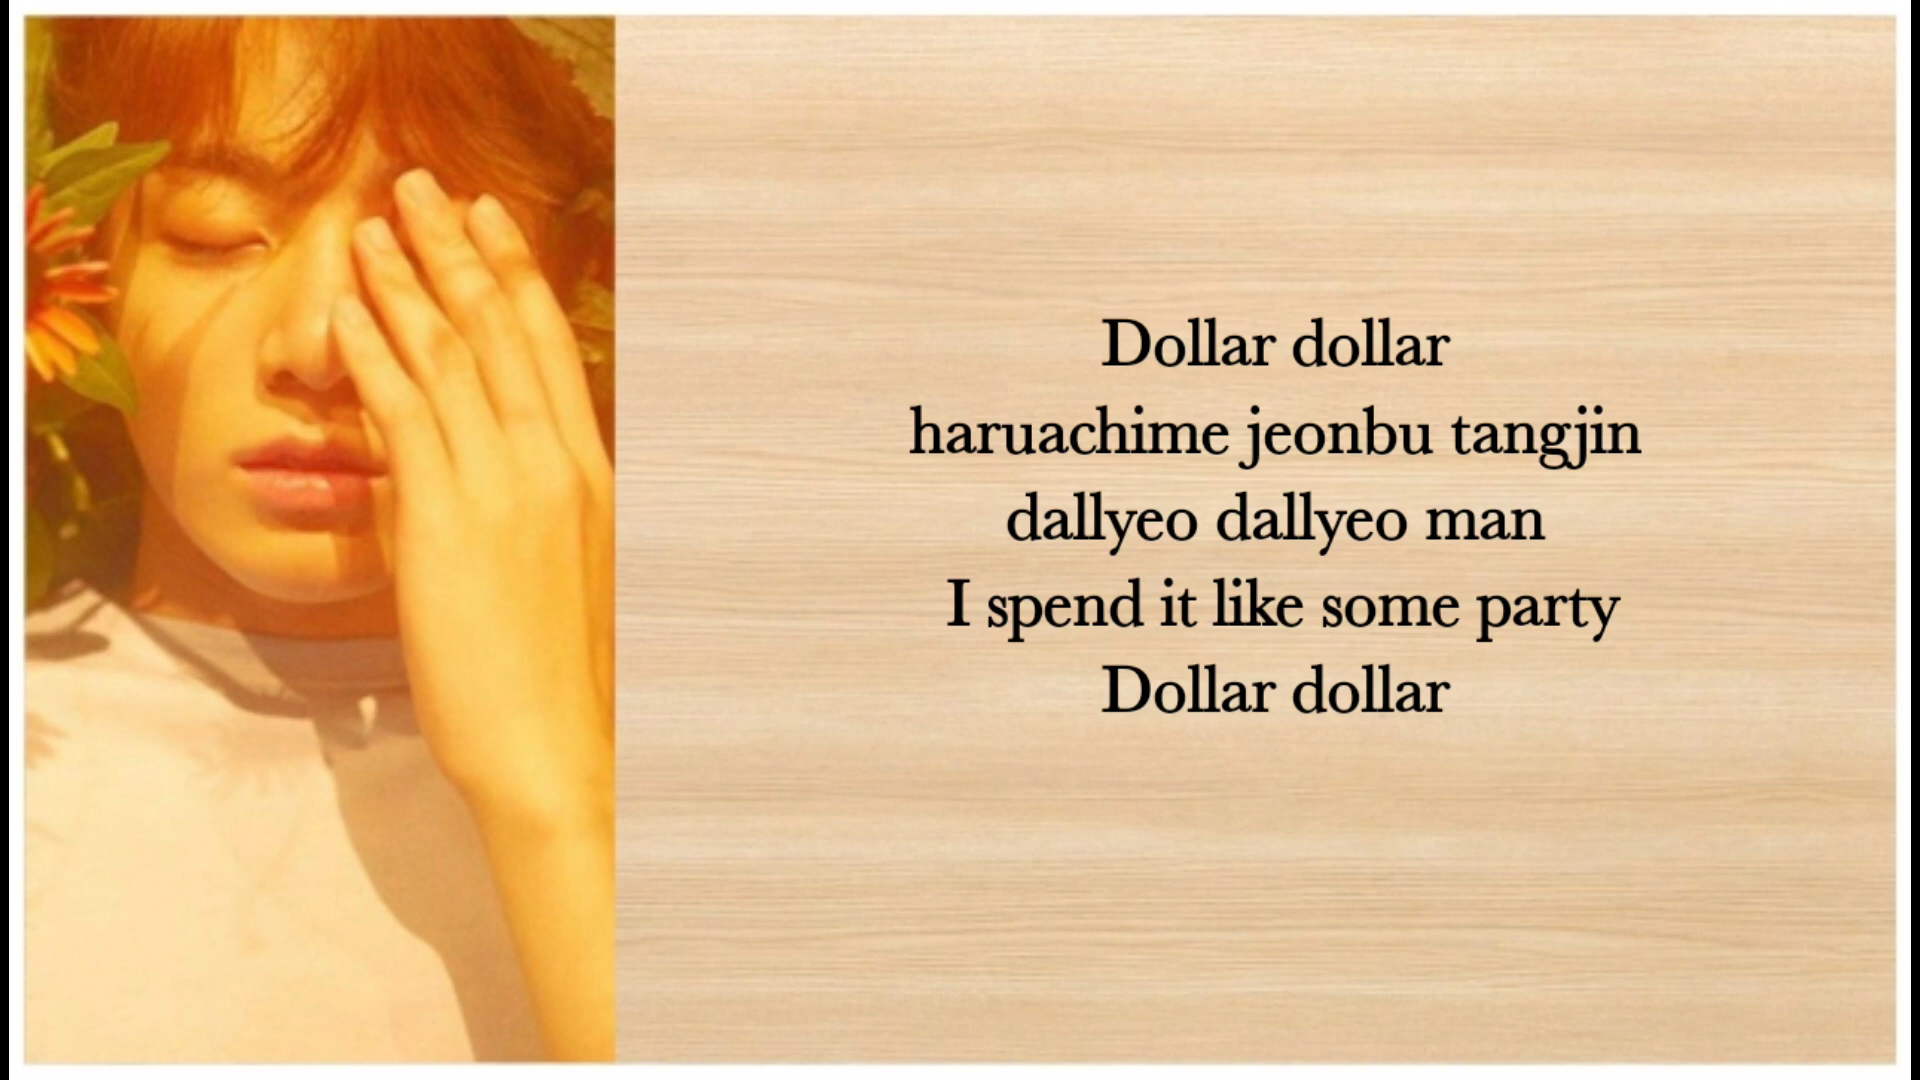 Dollar dollar
haruachime jeonbu tangjin
dallyeo dallyeo man
I spend it like some party
Dollar dollar